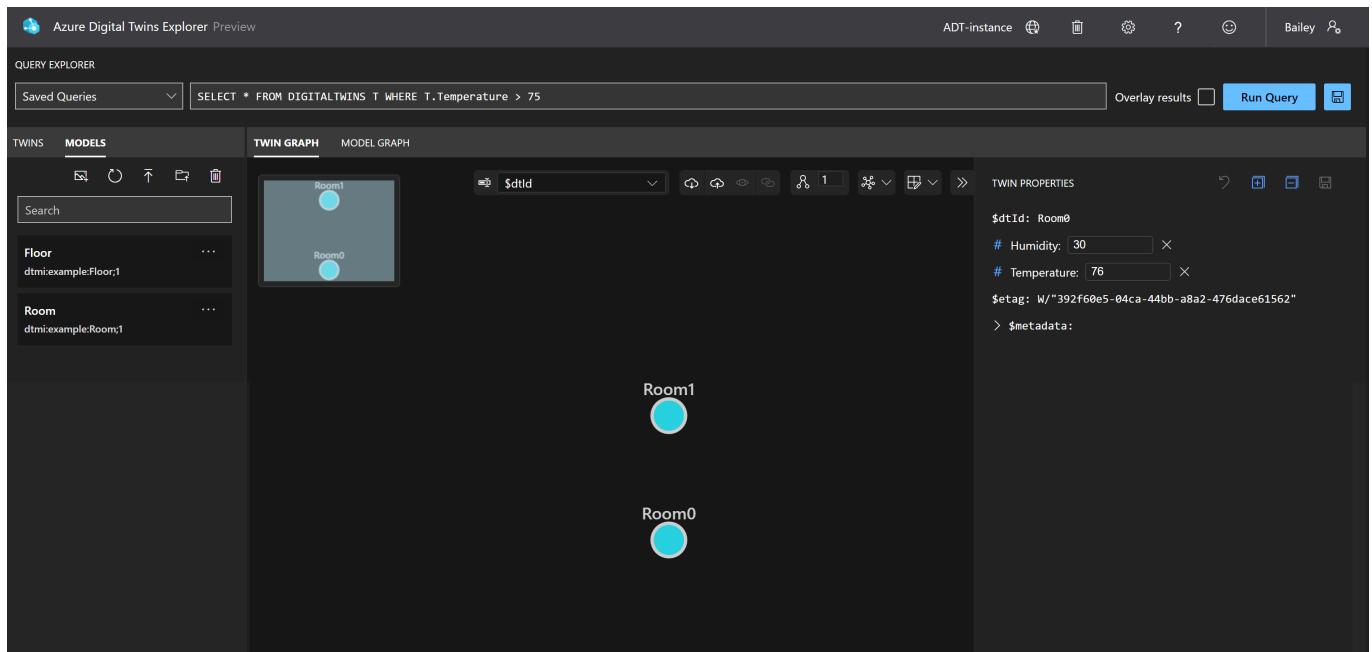 Azure Digital Twins Explorer Preview
ADT-instance
?
Bailey
QUERY EXPLORER
Saved Queries
SELECT * FROM DIGITALTWINS T WHERE T.Temperature > 75
Overlay results
Run Query
TWINS MODELS
TWIN GRAPH MODEL GRAPH
Search
Floor
dtmi:example:Floor;1
Room
dtmi:example:Room;1
Room1
Room0
$dtId
1
Room1
Room0
TWIN PROPERTIES
$dtId: Room0
# Humidity: 30
# Temperature: 76
$etag: W/"392f60e5-04ca-44bb-a8a2-476dace61562"
$metadata: